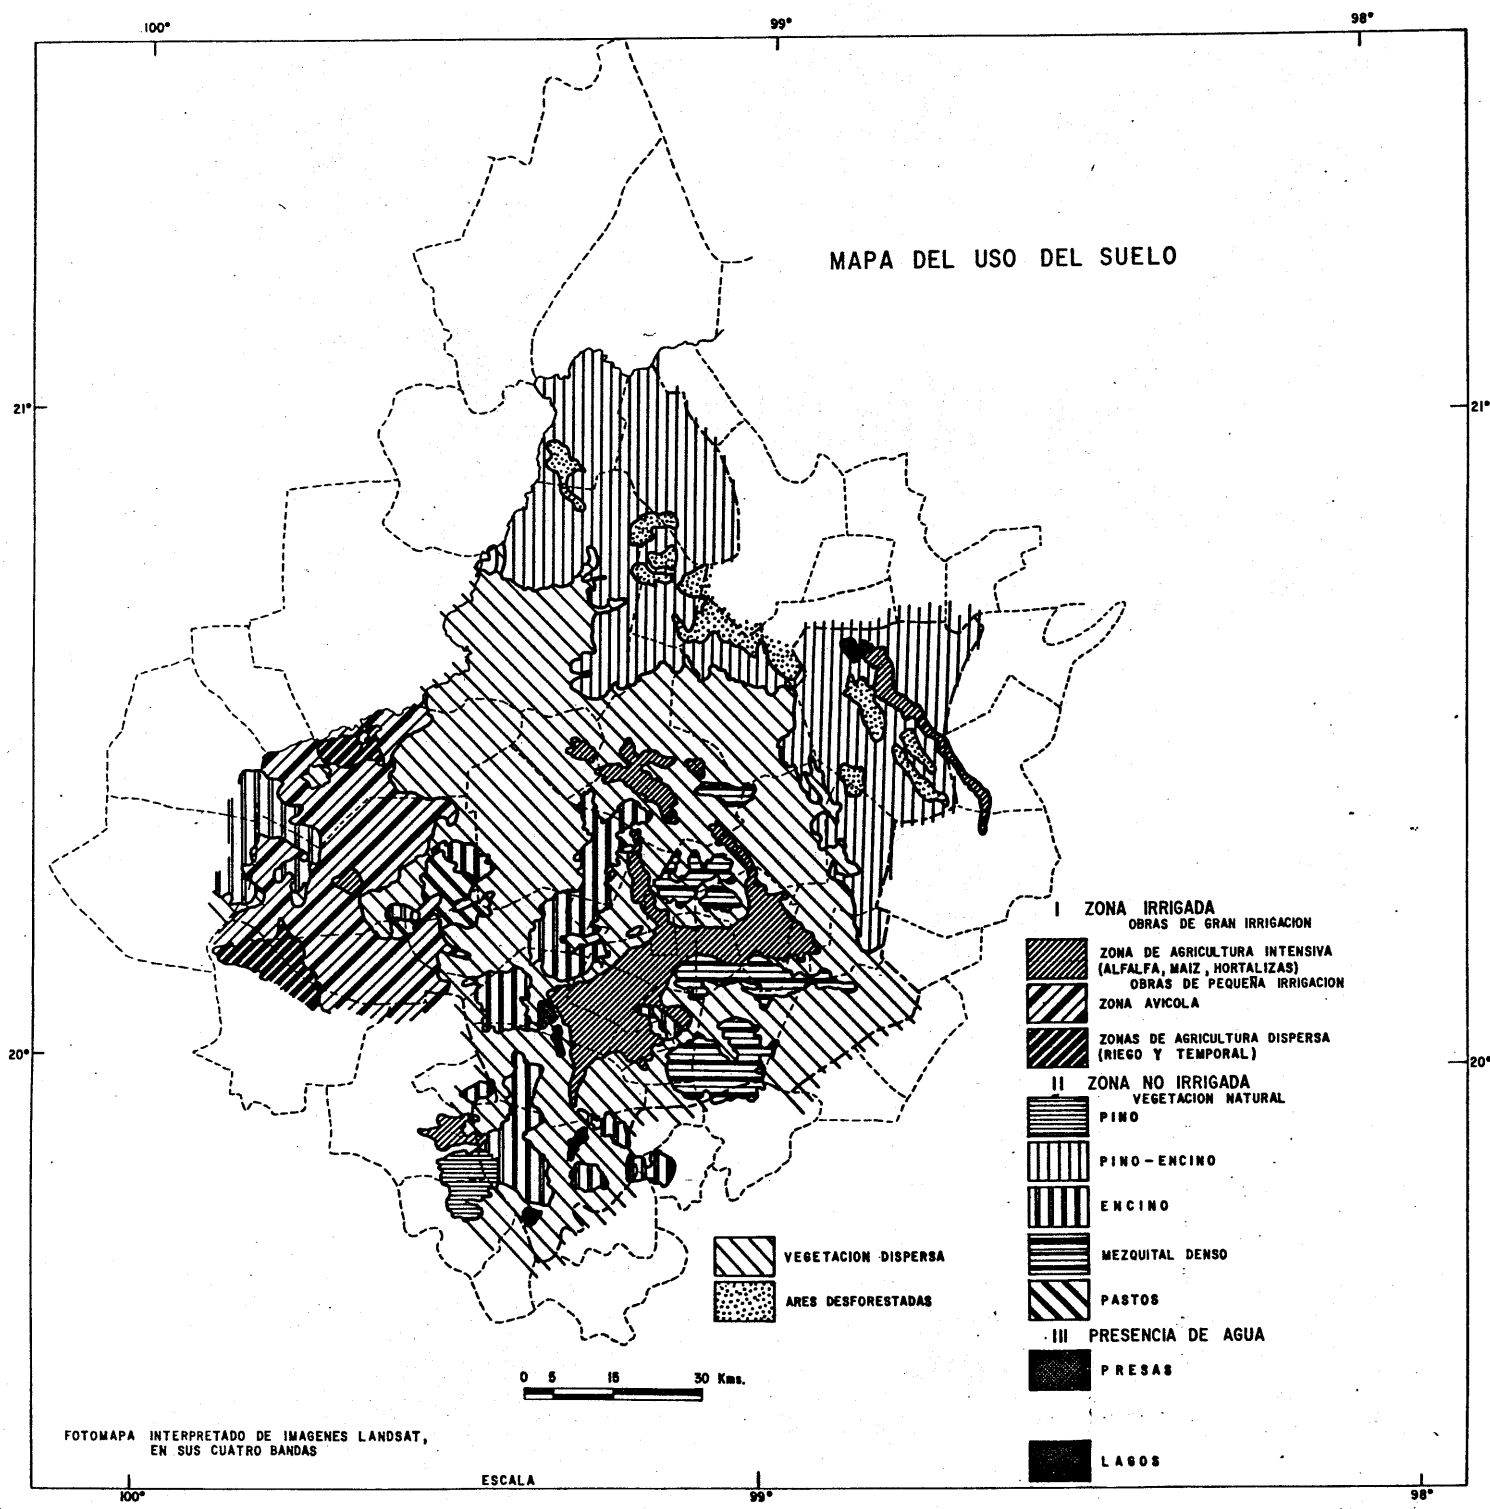 100°
99°
98°
MAPA DEL USO DEL SUELO
21°
21°
I ZONA IRRIGADA
OBRAS DE GRAN IRRIGACION
ZONA DE AGRICULTURA INTENSIVA
(ALFALFA, MAIZ, HORTALIZAS)
OBRAS DE PEQUEÑA IRRIGACION
ZONA AVICOLA
ZONAS DE AGRICULTURA DISPERSA
(RIEGO Y TEMPORAL)
20°
20°
II ZONA NO IRRIGADA
VEGETACION NATURAL
PINO
PINO-ENCINO
ENCINO
MEZQUITAL DENSO
PASTOS
VEGETACION DISPERSA
ARES DESFORESTADAS
III PRESENCIA DE AGUA
PRESAS
LAGOS
0 5 15 30 Kms.
FOTOMAPA INTERPRETADO DE IMAGENES LANDSAT,
EN SUS CUATRO BANDAS
ESCALA
100°
99°
98°